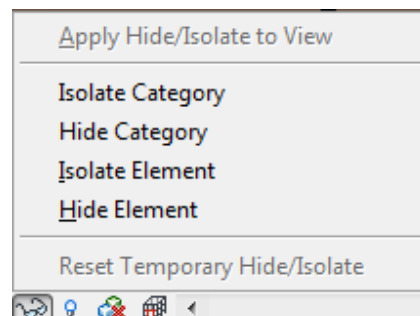 Apply Hide/Isolate to View
Isolate Category
Hide Category
Isolate Element
Hide Element
Reset Temporary Hide/Isolate